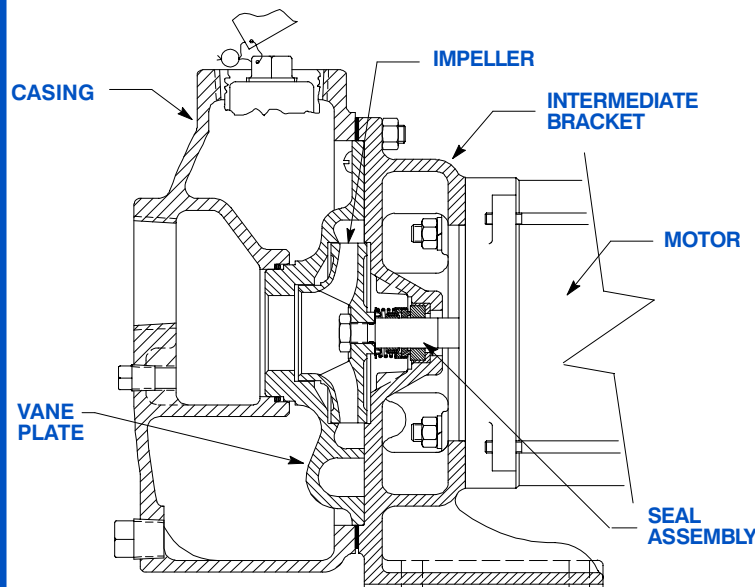 IMPELLER
CASING
INTERMEDIATE
BRACKET
MOTOR
VANE
PLATE
SEAL
ASSEMBLY